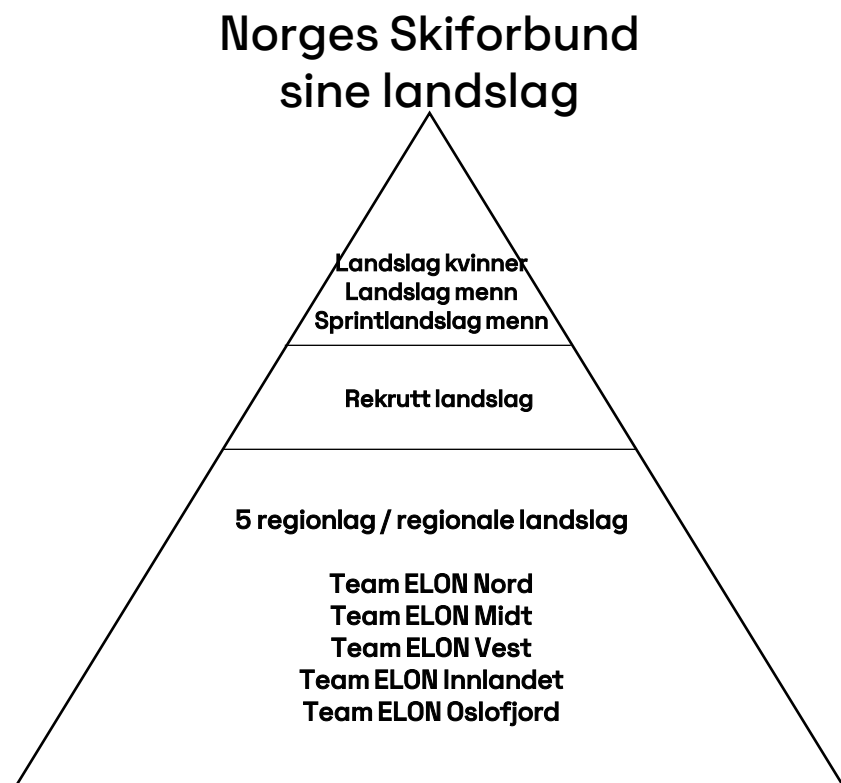 Norges Skiforbund
sine landslag
Landslag kvinner
Landslag menn
Sprintlandslag menn
Rekrutt landslag
5 regionlag / regionale landslag
Team ELON Nord
Team ELON Midt
Team ELON Vest
Team ELON Innlandet
Team ELON Oslofjord